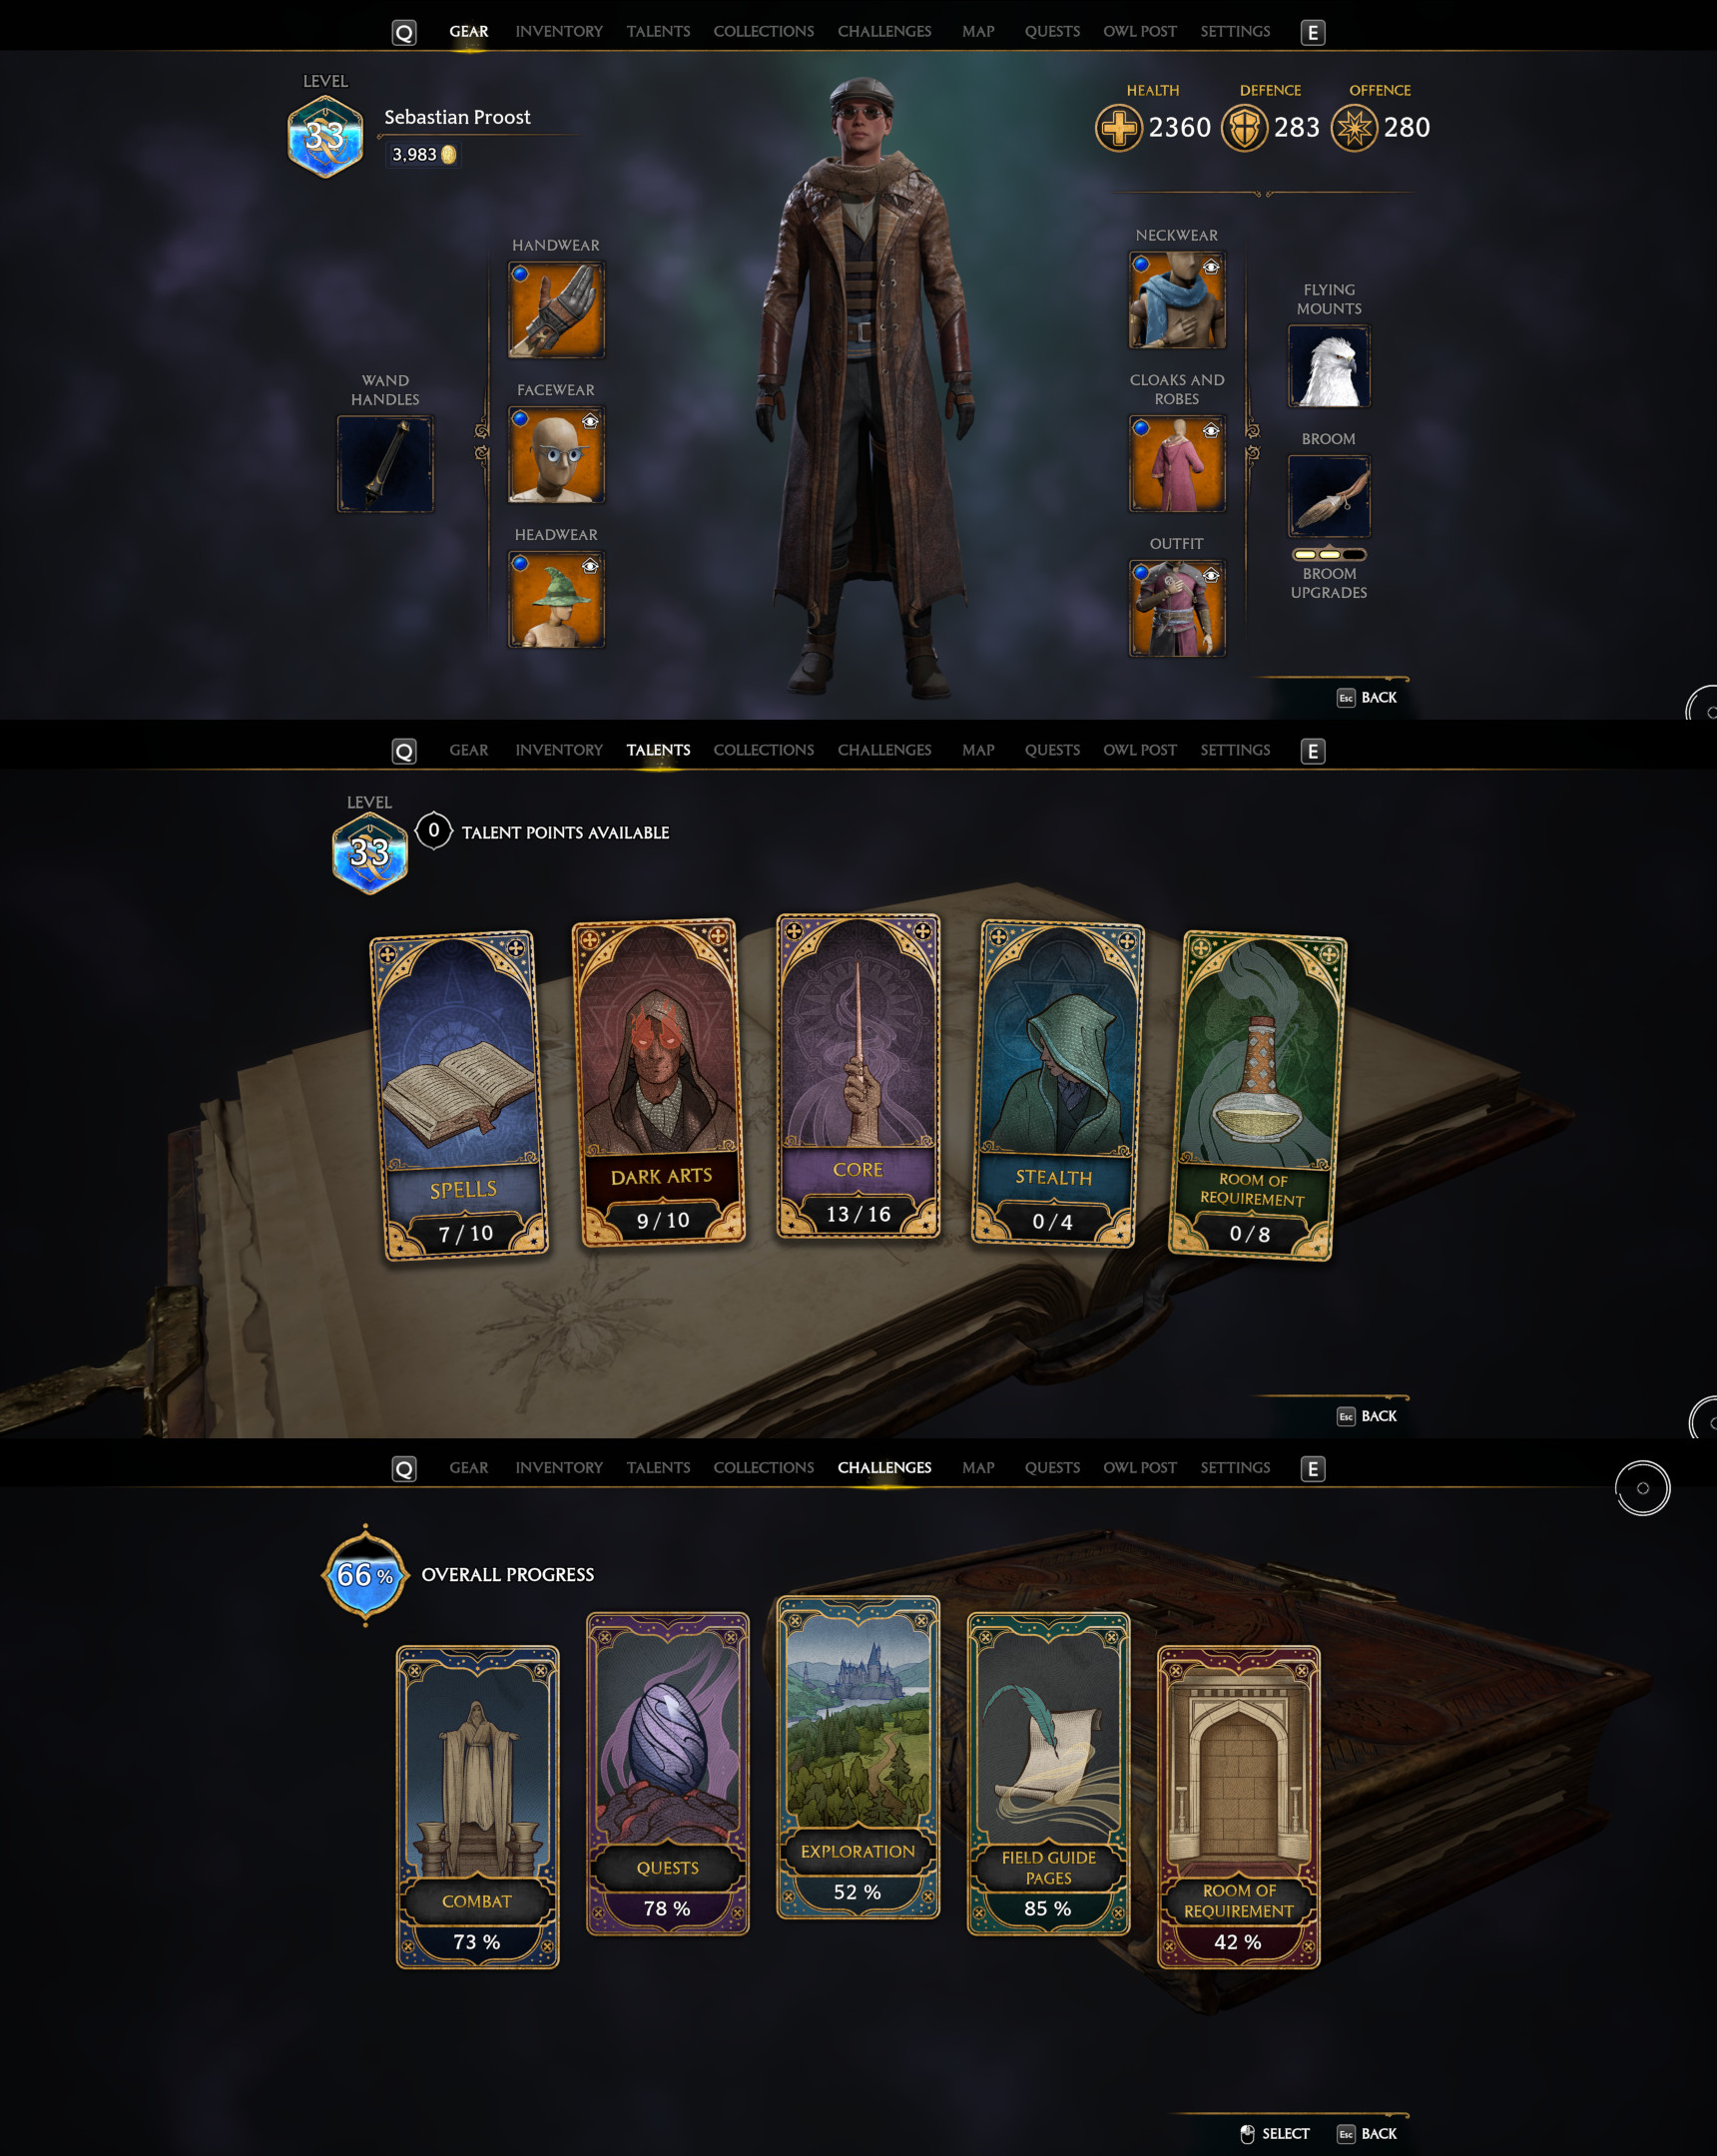 Q GEAR INVENTORY TALENTS COLLECTIONS CHALLENGES MAP QUESTS OWL POST SETTINGS E
LEVEL
33
Sebastian Proost
3,983
HEALTH DEFENCE OFFENCE
2360 283 280
HANDWEAR
WAND
HANDLES
FACEWEAR
HEADWEAR
NECKWEAR
CLOAKS AND
ROBES
OUTFIT
FLYING
MOUNTS
BROOM
BROOM
UPGRADES
Esc BACK
Q GEAR INVENTORY TALENTS COLLECTIONS CHALLENGES MAP QUESTS OWL POST SETTINGS E
LEVEL
33
0 TALENT POINTS AVAILABLE
SPELLS
7 / 10
DARK ARTS
9 / 10
CORE
13 / 16
STEALTH
0 / 4
ROOM OF
REQUIREMENT
0 / 8
Esc BACK
Q GEAR INVENTORY TALENTS COLLECTIONS CHALLENGES MAP QUESTS OWL POST SETTINGS E
66 % OVERALL PROGRESS
COMBAT
73 %
QUESTS
78 %
EXPLORATION
52 %
FIELD GUIDE
PAGES
85 %
ROOM OF
REQUIREMENT
42 %
SELECT Esc BACK